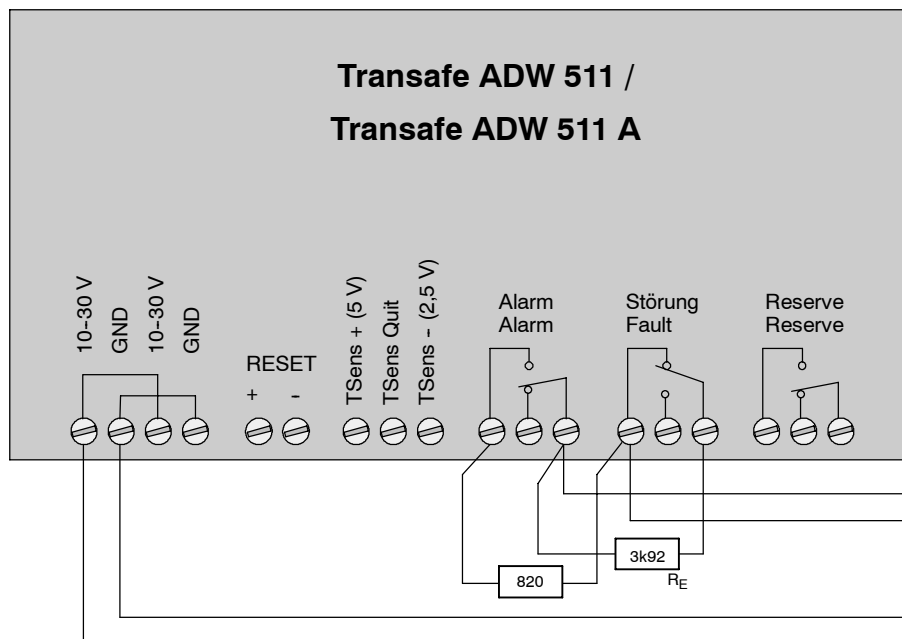 Transafe ADW 511 /
Transafe ADW 511 A
10-30 V
GND
10-30 V
GND
RESET
+ -
TSens + (5 V)
TSens Quit
TSens - (2,5 V)
Alarm
Alarm
Störung
Fault
Reserve
Reserve
820
3k92
RE